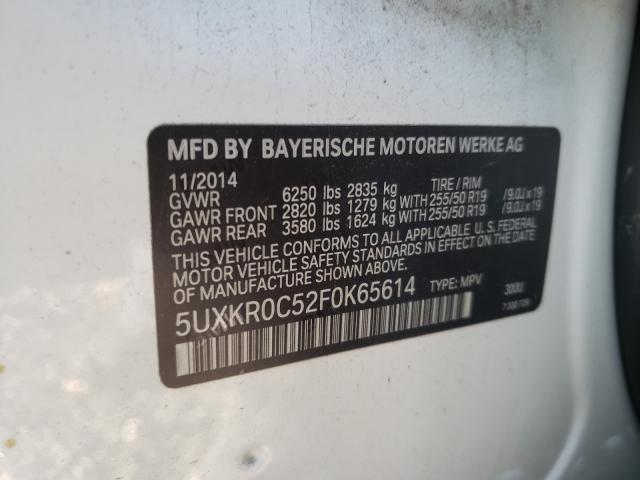 MFD BY BAYERISCHE MOTOREN WERKE AG
11/2014
GVWR 6250 lbs 2835 kg TIRE / RIM
GAWR FRONT 2820 lbs 1279 kg WITH 255/50 R19 /9.0J x 19
GAWR REAR 3580 lbs 1624 kg WITH 255/50 R19 /9.0J x 19
THIS VEHICLE CONFORMS TO ALL APPLICABLE U. S. FEDERAL
MOTOR VEHICLE SAFETY STANDARDS IN EFFECT ON THE
DATE OF MANUFACTURE SHOWN ABOVE.
5UXKR0C52F0K65614 TYPE: MPV 300U